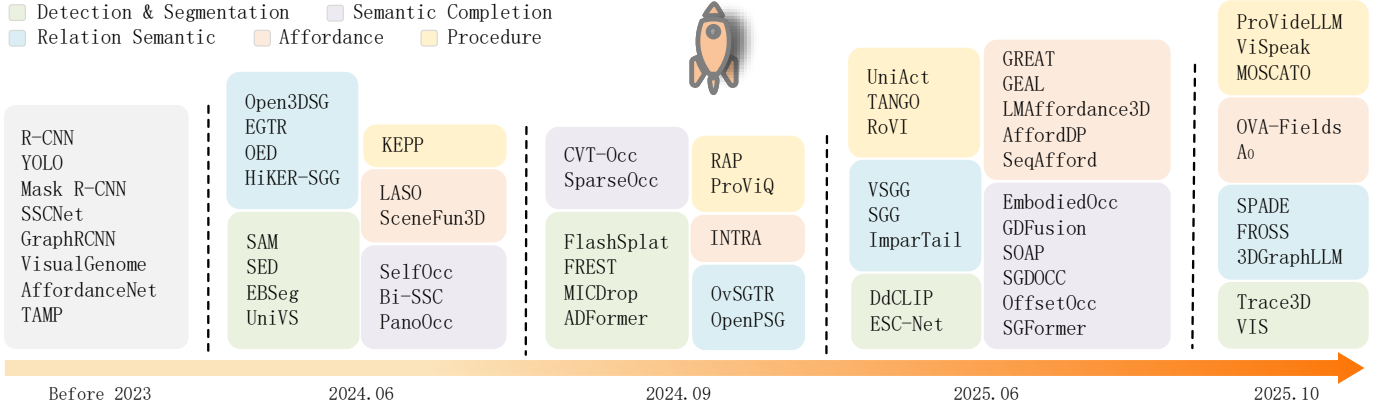 Detection & Segmentation
Semantic Completion
Relation Semantic
Affordance
Procedure
R-CNN
YOLO
Mask R-CNN
SSCNet
GraphRCNN
VisualGenome
AffordanceNet
TAMP
Open3DSG
EGTR
OED
HiKER-SGG
SAM
SED
EBSeg
UniVS
KEPP
LASO
SceneFun3D
SelfOcc
Bi-SSC
PanoOcc
CVT-Occ
SparseOcc
FlashSplat
FREST
MICDrop
ADFormer
RAP
ProViQ
INTRA
OvSGTR
OpenPSG
UniAct
TANGO
RoVI
VSGG
SGG
ImparTail
DdCLIP
ESC-Net
GREAT
GEAL
LMAffordance3D
AffordDP
SeqAfford
EmbodiedOcc
GDFusion
SOAP
SGDOCC
OffsetOcc
SGFormer
ProVideLLM
ViSpeak
MOSCATO
OVA-Fields
A₀
SPADE
FROSS
3DGraphLLM
Trace3D
VIS
Before 2023
2024.06
2024.09
2025.06
2025.10